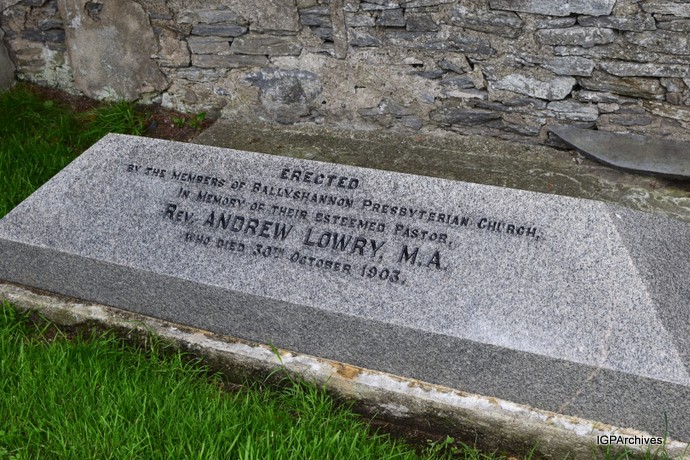 ERECTED
BY THE MEMBERS OF BALLYSHANNON PRESBYTERIAN CHURCH,
IN MEMORY OF THEIR ESTEEMED PASTOR,
REV. ANDREW LOWRY, M.A.
WHO DIED 30TH OCTOBER 1903.
IGPArchives